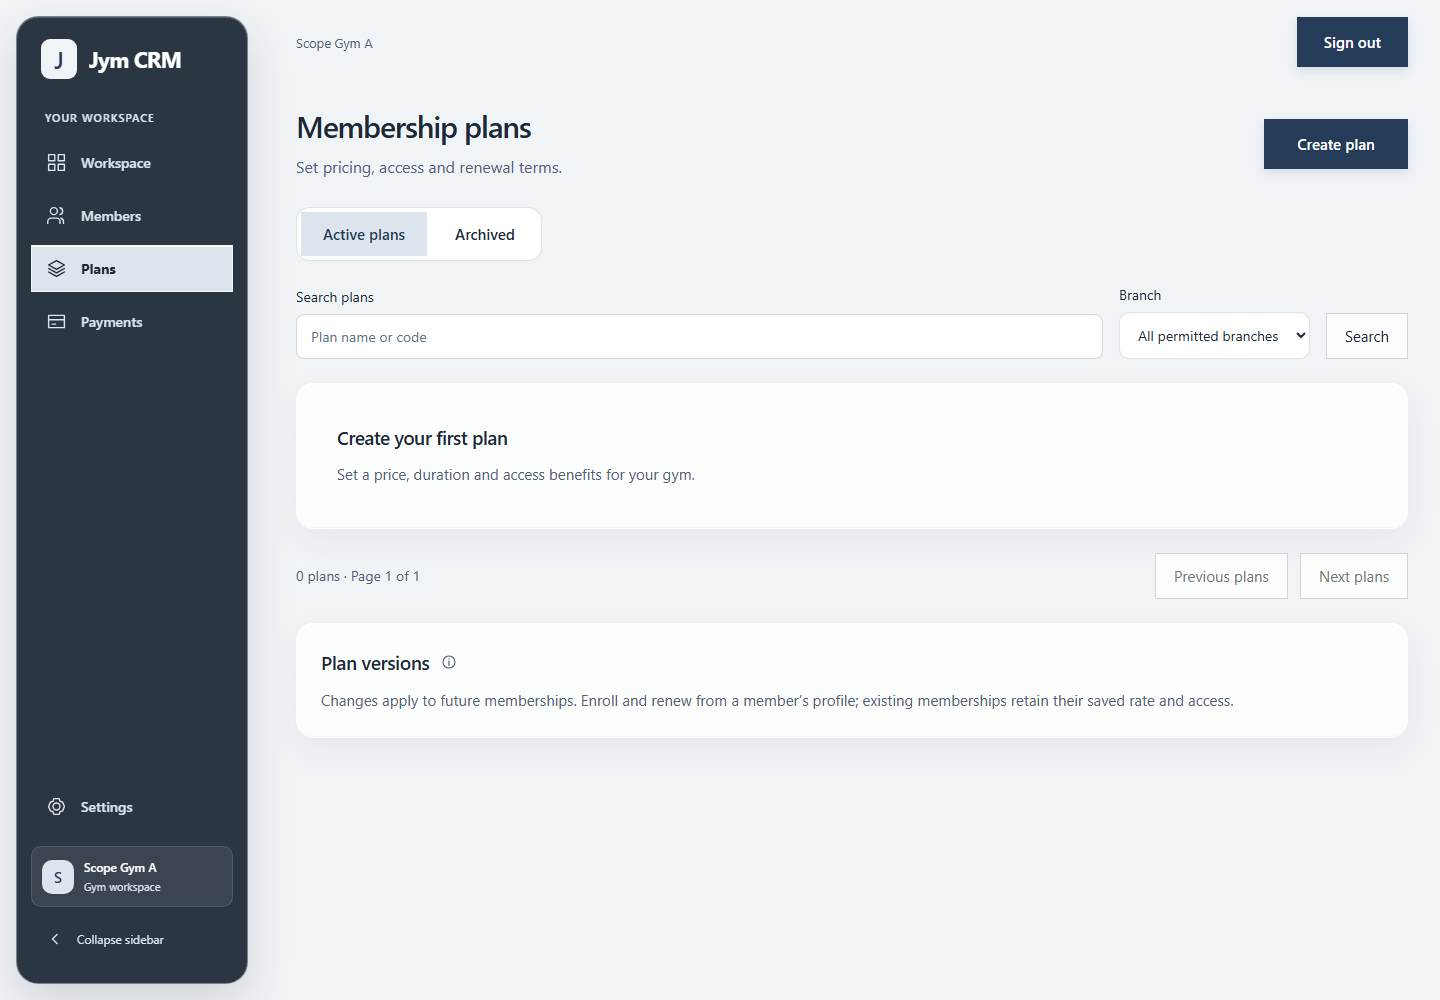 J
Jym CRM
YOUR WORKSPACE
Workspace
Members
Plans
Payments
Settings
S
Scope Gym A
Gym workspace
Collapse sidebar
Scope Gym A
Sign out
Membership plans
Set pricing, access and renewal terms.
Create plan
Active plans
Archived
Search plans
Plan name or code
Branch
All permitted branches
Search
Create your first plan
Set a price, duration and access benefits for your gym.
0 plans · Page 1 of 1
Previous plans
Next plans
Plan versions
Changes apply to future memberships. Enroll and renew from a member’s profile; existing memberships retain their saved rate and access.